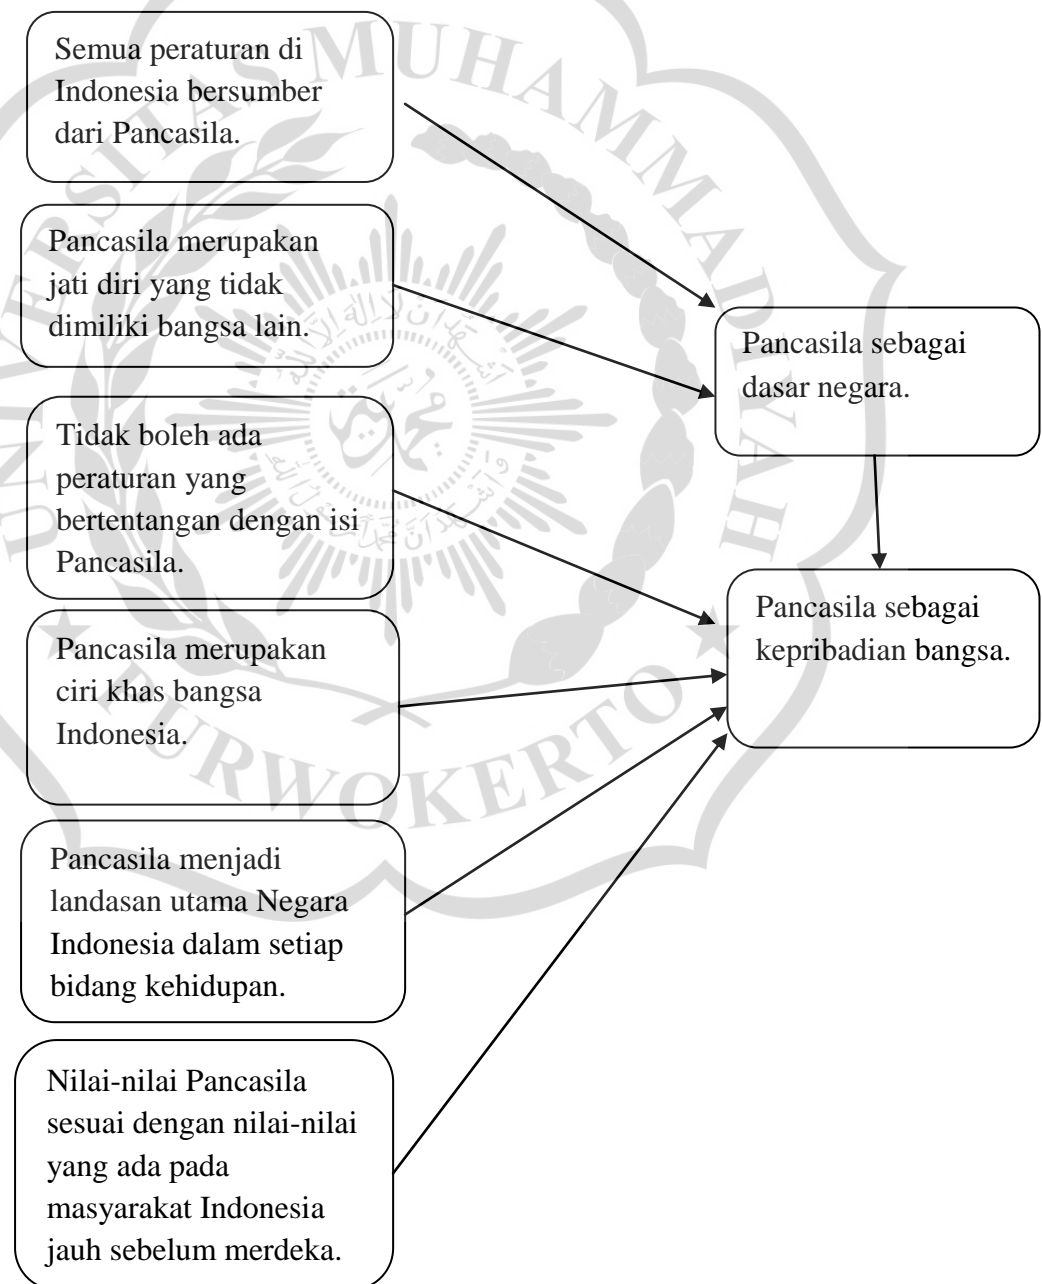 Semua peraturan di
Indonesia bersumber
dari Pancasila.
Pancasila merupakan
jati diri yang tidak
dimiliki bangsa lain.
Pancasila sebagai
dasar negara.
Tidak boleh ada
peraturan yang
bertentangan dengan isi
Pancasila.
Pancasila sebagai
kepribadian bangsa.
Pancasila merupakan
ciri khas bangsa
Indonesia.
Pancasila menjadi
landasan utama Negara
Indonesia dalam setiap
bidang kehidupan.
Nilai-nilai Pancasila
sesuai dengan nilai-nilai
yang ada pada
masyarakat Indonesia
jauh sebelum merdeka.
UNIVERSITAS MUHAMMADIYAH
PURWOKERTO